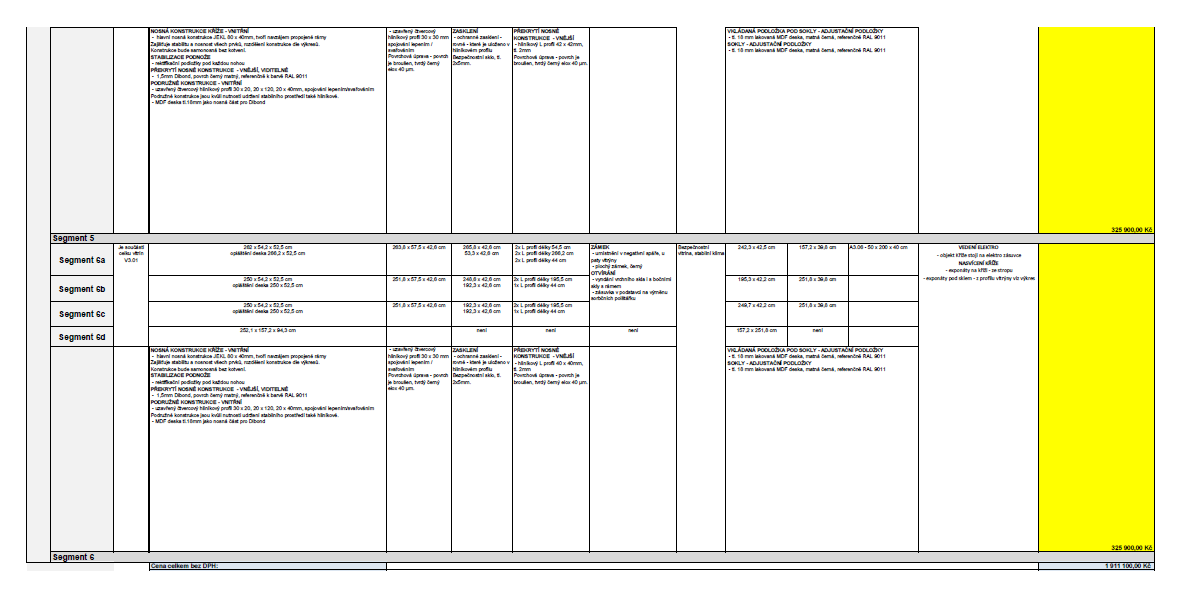 NOSNÁ KONSTRUKCE KŘÍŽE - VNITŘNÍ
- hlavní nosná konstrukce JEKL 80 x 40mm, tvoří navzájem propojené rámy
Zajišťuje stabilitu a nosnost všech prvků, rozdělení konstrukce dle výkresů.
Konstrukce bude samonosná bez kotvení.
STABILIZACE PODNOŽE
- rektifikační podložky pod každou nohou
PŘEKRYTÍ NOSNÉ KONSTRUKCE - VNĚJŠÍ, VIDITELNÉ
- 1,5mm Dibond, povrch černý matný, referenčně k barvě RAL 9011
PODRUŽNÉ KONSTRUKCE - VNITŘNÍ
- uzavřený čtvercový hliníkový profil 30 x 20, 20 x 120, 20 x 40mm, spojování lepením/svařováním
Podružné konstrukce jsou kvůli nutnosti udržení stabilního prostředí také hliníkové.
- MDF deska tl.18mm jako nosná část pro Dibond
- uzavřený čtvercový
hliníkový profil 30 x 30 mm
spojování lepením /
svařováním
Povrchová úprava - povrch
je broušen, tvrdý černý
elox 40 µm.
ZASKLENÍ
- ochranné zasklení -
rovné - které je uloženo v
hliníkovém profilu
Bezpečnostní sklo, tl.
2x5mm.
PŘEKRYTÍ NOSNÉ
KONSTRUKCE - VNĚJŠÍ
- hliníkový L profil 42 x 42mm,
tl. 2mm
Povrchová úprava - povrch je
broušen, tvrdý černý elox 40 µm.
VKLÁDANÁ PODLOŽKA POD SOKLY - ADJUSTAČNÍ PODLOŽKY
- tl. 18 mm lakovaná MDF deska, matná černá, referenčně RAL 9011
SOKLY - ADJUSTAČNÍ PODLOŽKY
- tl. 18 mm lakovaná MDF deska, matná černá, referenčně RAL 9011
325 900,00 Kč
Segment 5
Segment 6a
Je součástí
celku vitrín
V3.01
262 x 54,2 x 52,5 cm
opláštění deska 266,2 x 52,5 cm
263,8 x 57,5 x 42,6 cm
265,8 x 42,6 cm
53,3 x 42,6 cm
2x L profil délky 54,5 cm
2x L profil délky 266,2 cm
2x L profil délky 44 cm
ZÁMEK
- umístnění v negativní spáře, u
paty vitríny
- plochý zámek, černý
OTVÍRÁNÍ
- vyndání vrchního skla i s bočními
skly a rámem
- zásuvka v podstavci na výměnu
sorbčních polštářku
Bezpečnostní
vitrína, stabilní klima
242,3 x 42,5 cm
157,2 x 39,8 cm
A3.06 - 50 x 200 x 40 cm
VEDENÍ ELEKTRO
- objekt kříže stojí na elektro zásuvce
NASVÍCENÍ KŘÍŽE
- exponáty na kříži - ze stropu
- exponáty pod sklem - z profilu vitríny viz výkres
Segment 6b
250 x 54,2 x 52,5 cm
opláštění deska 250 x 52,5 cm
251,8 x 57,5 x 42,6 cm
248,6 x 42,6 cm
192,3 x 42,6 cm
2x L profil délky 195,5 cm
1x L profil délky 44 cm
195,3 x 42,2 cm
251,8 x 39,8 cm
Segment 6c
250 x 54,2 x 52,5 cm
opláštění deska 250 x 52,5 cm
251,8 x 57,5 x 42,6 cm
192,3 x 42,6 cm
192,3 x 42,6 cm
2x L profil délky 195,5 cm
1x L profil délky 44 cm
249,7 x 42,2 cm
251,8 x 39,8 cm
Segment 6d
252,1 x 157,2 x 94,3 cm
není
není
není
157,2 x 251,8 cm
není
NOSNÁ KONSTRUKCE KŘÍŽE - VNITŘNÍ
- hlavní nosná konstrukce JEKL 80 x 40mm, tvoří navzájem propojené rámy
Zajišťuje stabilitu a nosnost všech prvků, rozdělení konstrukce dle výkresů.
Konstrukce bude samonosná bez kotvení.
STABILIZACE PODNOŽE
- rektifikační podložky pod každou nohou
PŘEKRYTÍ NOSNÉ KONSTRUKCE - VNĚJŠÍ, VIDITELNÉ
- 1,5mm Dibond, povrch černý matný, referenčně k barvě RAL 9011
PODRUŽNÉ KONSTRUKCE - VNITŘNÍ
- uzavřený čtvercový hliníkový profil 30 x 20, 20 x 120, 20 x 40mm, spojování lepením/svařováním
Podružné konstrukce jsou kvůli nutnosti udržení stabilního prostředí také hliníkové.
- MDF deska tl.18mm jako nosná část pro Dibond
- uzavřený čtvercový
hliníkový profil 30 x 30 mm
spojování lepením /
svařováním
Povrchová úprava - povrch
je broušen, tvrdý černý
elox 40 µm.
ZASKLENÍ
- ochranné zasklení -
rovné - které je uloženo v
hliníkovém profilu
Bezpečnostní sklo, tl.
2x5mm.
PŘEKRYTÍ NOSNÉ
KONSTRUKCE - VNĚJŠÍ
- hliníkový L profil 40 x 40mm,
tl. 2mm
Povrchová úprava - povrch je
broušen, tvrdý černý elox 40 µm.
VKLÁDANÁ PODLOŽKA POD SOKLY - ADJUSTAČNÍ PODLOŽKY
- tl. 18 mm lakovaná MDF deska, matná černá, referenčně RAL 9011
SOKLY - ADJUSTAČNÍ PODLOŽKY
- tl. 18 mm lakovaná MDF deska, matná černá, referenčně RAL 9011
325 900,00 Kč
Segment 6
Cena celkem bez DPH:
1 911 100,00 Kč